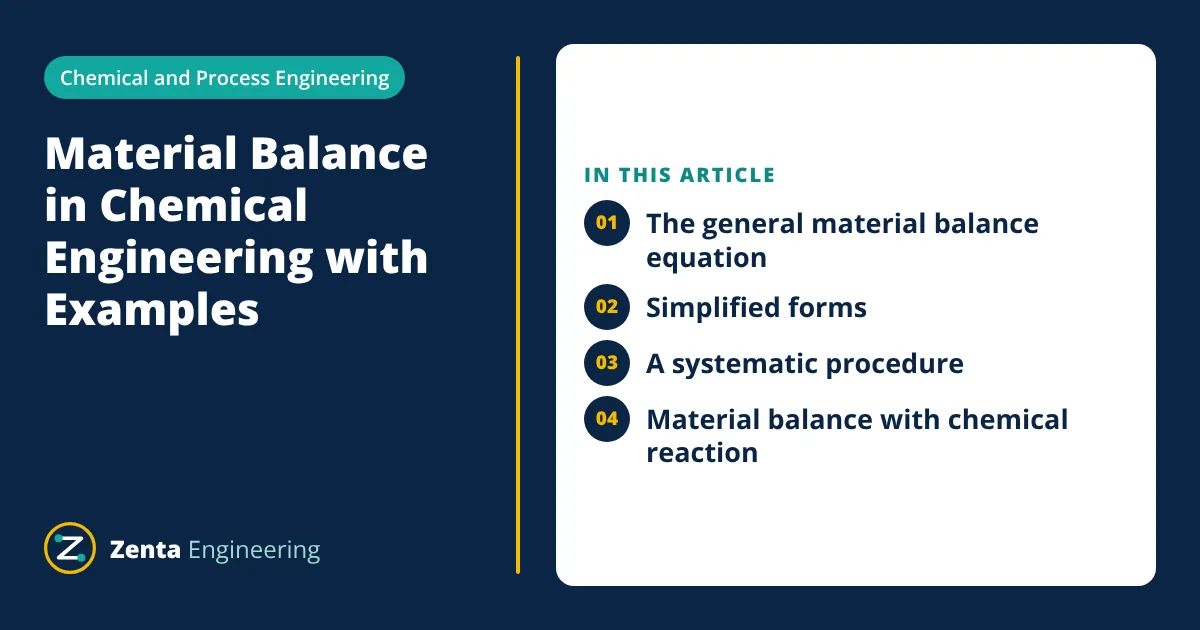 Chemical and Process Engineering
Material Balance
in Chemical
Engineering with
Examples
Zenta Engineering
IN THIS ARTICLE
01 The general material balance
equation
02 Simplified forms
03 A systematic procedure
04 Material balance with chemical
reaction